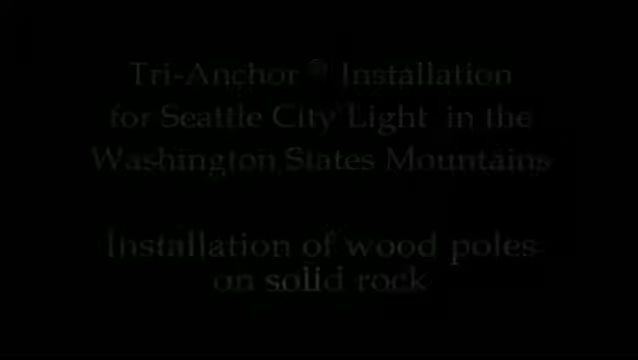 Tri-Anchor ® Installation
for Seattle City Light in the
Washington States Mountains
Installation of wood poles
on solid rock